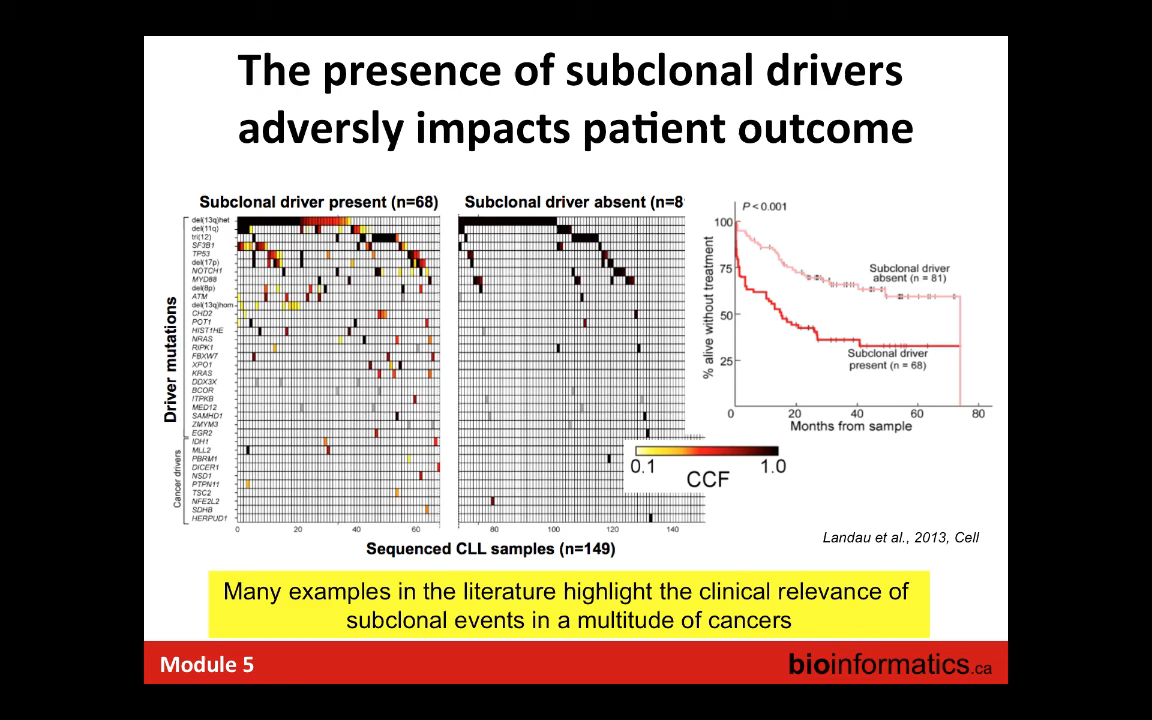 The presence of subclonal drivers
adversly impacts patient outcome
Subclonal driver present (n=68)
Subclonal driver absent (n=8
Driver mutations
Cancer drivers
del(13q)het
del(11q)
tri(12)
SF3B1
TP53
del(17p)
NOTCH1
MYD88
del(8p)
ATM
del(13q)hom
CHD2
POT1
HIST1HE
NRAS
RIPK1
FBXW7
XPO1
KRAS
DDX3X
BCOR
ITPKB
MED12
SAMHD1
ZMYM3
EGR2
IDH1
MLL2
PBRM1
DICER1
NSD1
PTPN11
TSC2
NFE2L2
SDHB
HERPUD1
0 20 40 60 80 100 120 140
Sequenced CLL samples (n=149)
0.1 1.0
CCF
P < 0.001
% alive without treatment
100
75
50
25
Subclonal driver
absent (n = 81)
Subclonal driver
present (n = 68)
0 20 40 60 80
Months from sample
Landau et al., 2013, Cell
Many examples in the literature highlight the clinical relevance of
subclonal events in a multitude of cancers
Module 5
bioinformatics.ca